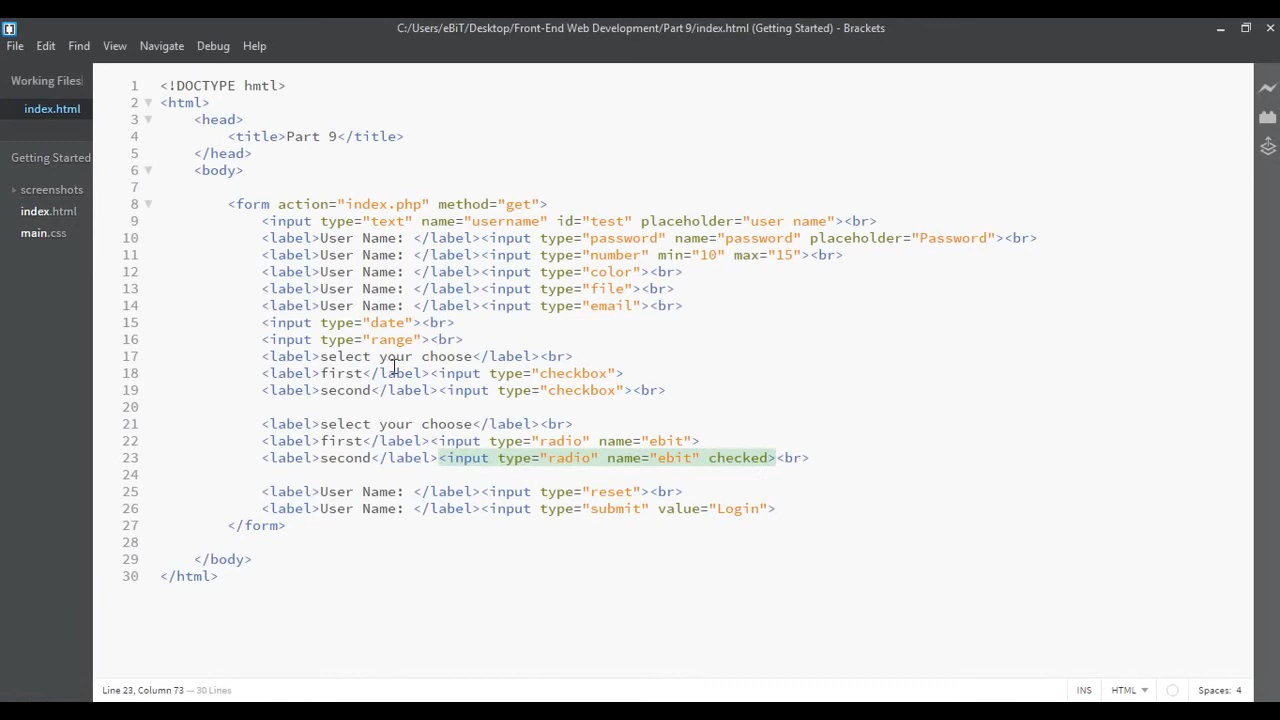 C:/Users/eBiT/Desktop/Front-End Web Development/Part 9/index.html (Getting Started) - Brackets
File Edit Find View Navigate Debug Help
Working Files
index.html
Getting Started
screenshots
index.html
main.css
1 <!DOCTYPE hmtl>
2 <html>
3 <head>
4 <title>Part 9</title>
5 </head>
6 <body>
7
8 <form action="index.php" method="get">
9 <input type="text" name="username" id="test" placeholder="user name"><br>
10 <label>User Name: </label><input type="password" name="password" placeholder="Password"><br>
11 <label>User Name: </label><input type="number" min="10" max="15"><br>
12 <label>User Name: </label><input type="color"><br>
13 <label>User Name: </label><input type="file"><br>
14 <label>User Name: </label><input type="email"><br>
15 <input type="date"><br>
16 <input type="range"><br>
17 <label>select your choose</label><br>
18 <label>first</label><input type="checkbox">
19 <label>second</label><input type="checkbox"><br>
20
21 <label>select your choose</label><br>
22 <label>first</label><input type="radio" name="ebit">
23 <label>second</label><input type="radio" name="ebit" checked><br>
24
25 <label>User Name: </label><input type="reset"><br>
26 <label>User Name: </label><input type="submit" value="Login">
27 </form>
28
29 </body>
30 </html>
Line 23, Column 73 — 30 Lines
INS HTML Spaces: 4